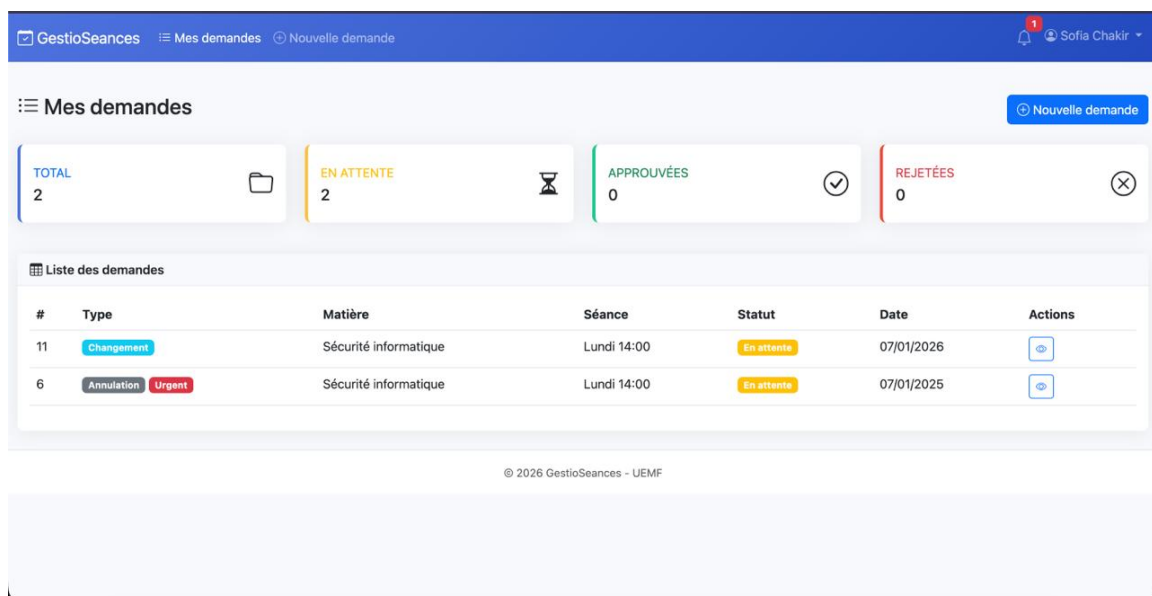 GestioSeances Mes demandes Nouvelle demande 1 Sofia Chakir
Mes demandes Nouvelle demande
TOTAL EN ATTENTE APPROUVÉES REJETÉES
2 2 0 0
Liste des demandes
# Type Matière Séance Statut Date Actions
11 Changement Sécurité informatique Lundi 14:00 En attente 07/01/2026
6 Annulation Urgent Sécurité informatique Lundi 14:00 En attente 07/01/2025
© 2026 GestioSeances - UEMF